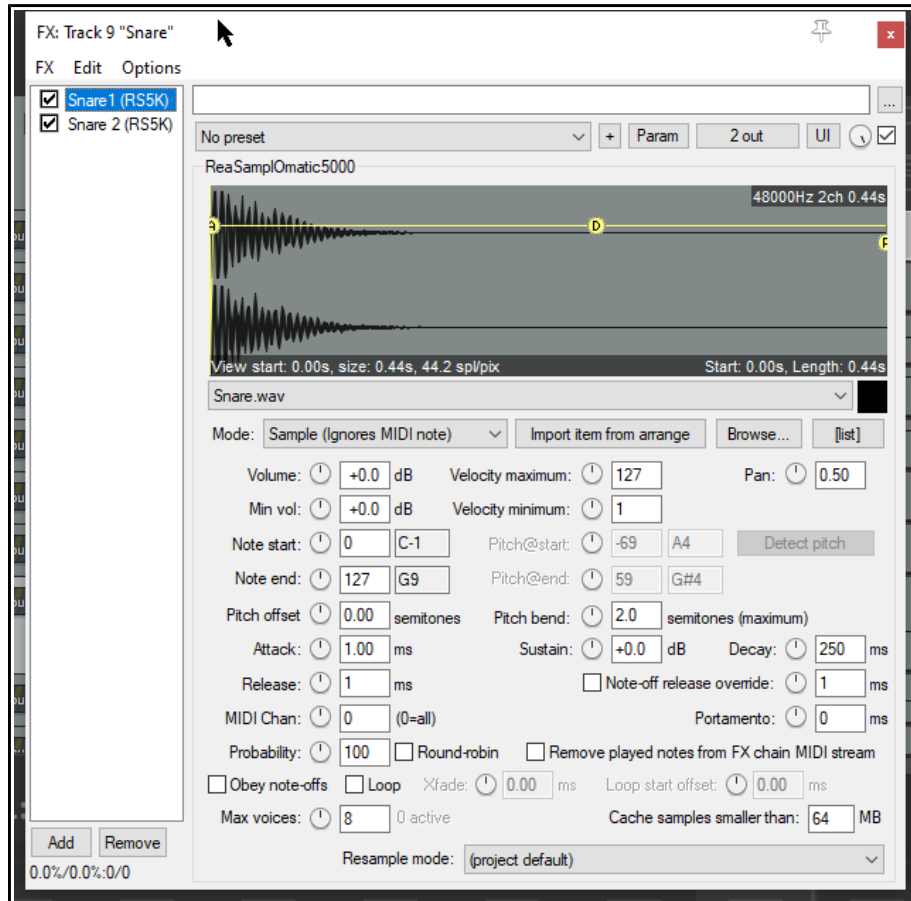 FX: Track 9 "Snare"
x
FX Edit Options
Snare1 (RS5K)
Snare 2 (RS5K)
...
No preset + Param 2 out UI
ReaSamplOmatic5000
48000Hz 2ch 0.44s
A D
View start: 0.00s, size: 0.44s, 44.2 spl/pix Start: 0.00s, Length: 0.44s
Snare.wav
Mode: Sample (Ignores MIDI note) Import item from arrange Browse... [list]
Volume: +0.0 dB Velocity maximum: 127 Pan: 0.50
Min vol: +0.0 dB Velocity minimum: 1
Note start: 0 C-1 Pitch@start: -69 A4 Detect pitch
Note end: 127 G9 Pitch@end: 59 G#4
Pitch offset 0.00 semitones Pitch bend: 2.0 semitones (maximum)
Attack: 1.00 ms Sustain: +0.0 dB Decay: 250 ms
Release: 1 ms Note-off release override: 1 ms
MIDI Chan: 0 (0=all) Portamento: 0 ms
Probability: 100 Round-robin Remove played notes from FX chain MIDI stream
Obey note-offs Loop Xfade: 0.00 ms Loop start offset: 0.00 ms
Max voices: 8 0 active Cache samples smaller than: 64 MB
Resample mode: (project default)
Add Remove
0.0%/0.0%:0/0